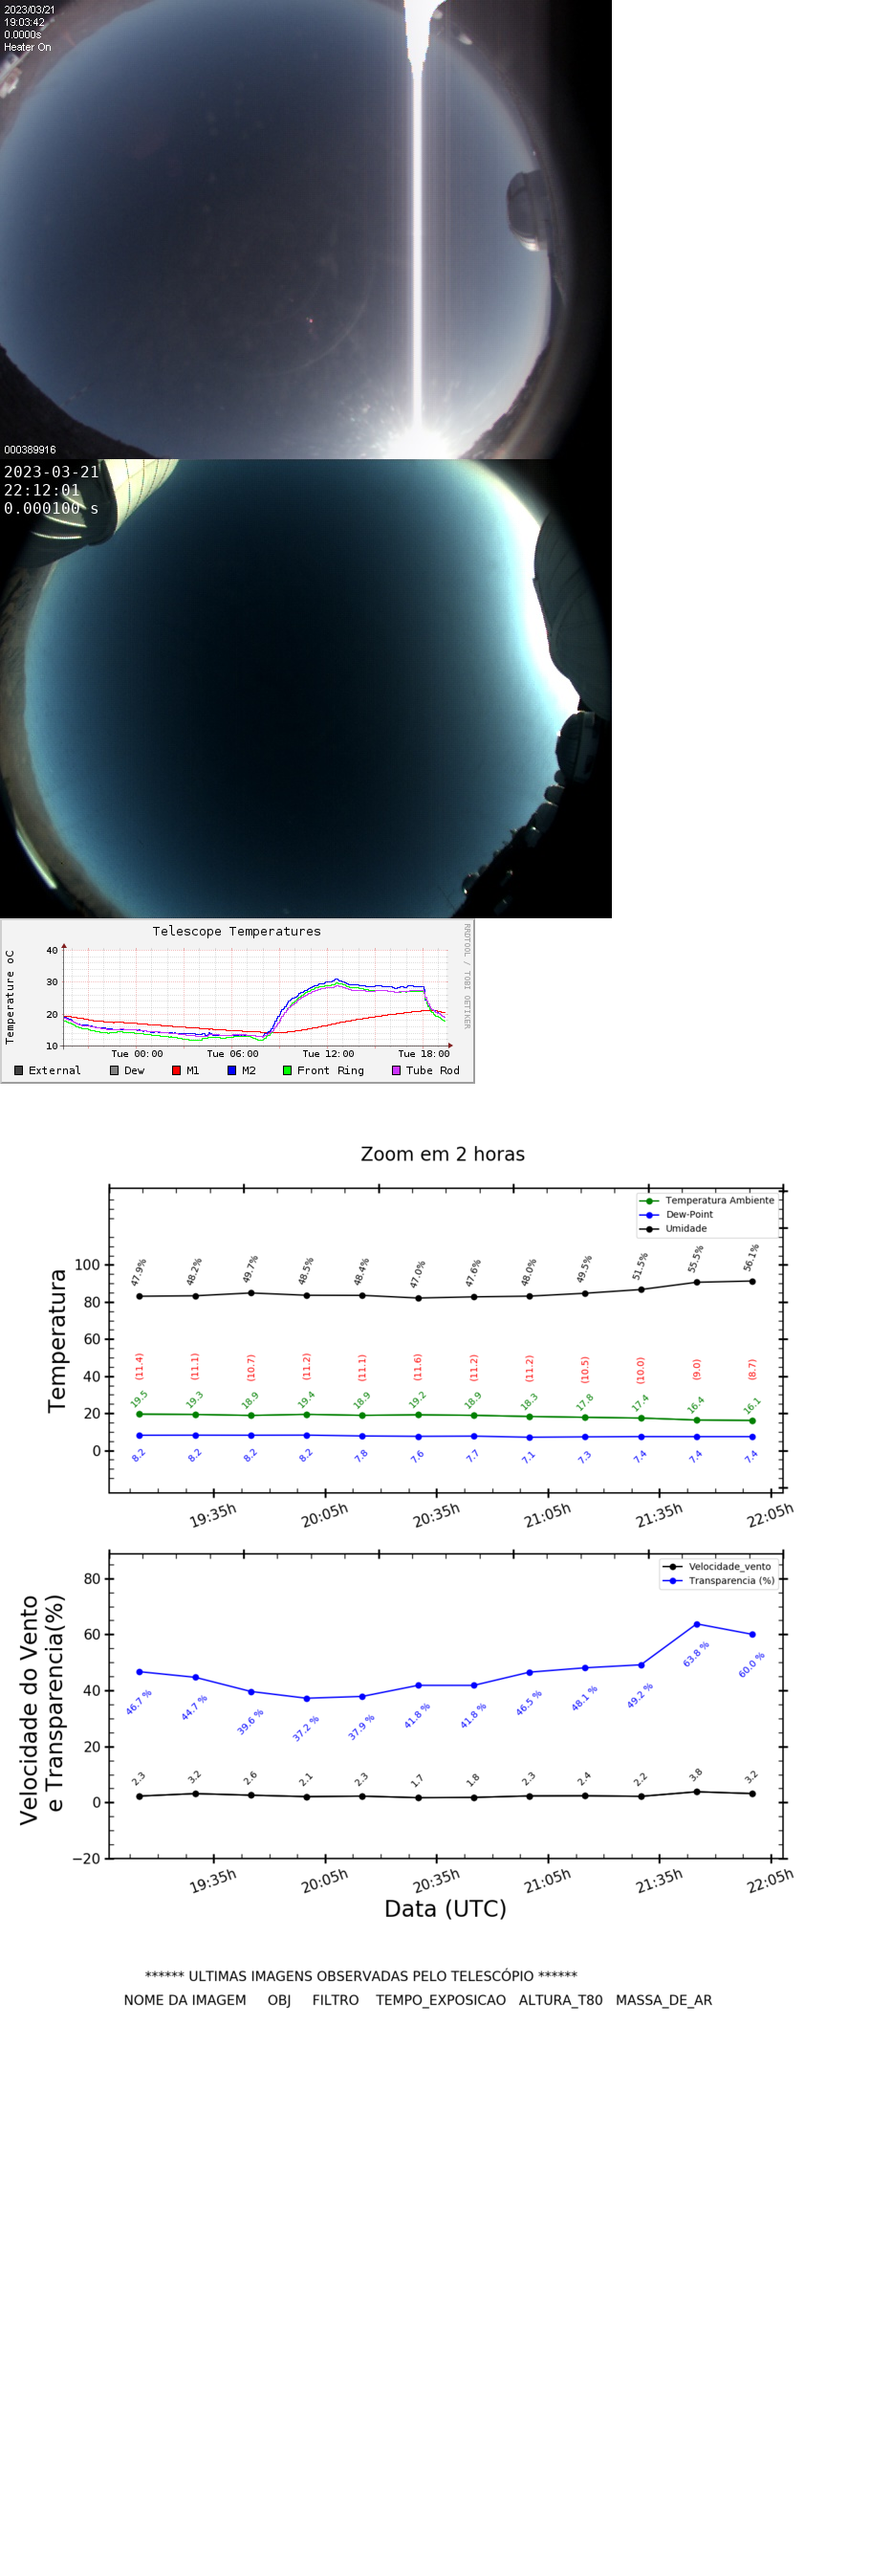 2023/03/21
19:03:42
0.0000s
Heater On
000389916
2023-03-21
22:12:01
0.000100 s
Telescope Temperatures
RRDTOOL / TOBI OETIKER
Temperature oC
40
30
20
10
Tue 00:00 Tue 06:00 Tue 12:00 Tue 18:00
External Dew M1 M2 Front Ring Tube Rod
Zoom em 2 horas
Temperatura Ambiente
Dew-Point
Umidade
Temperatura
100
80
60
40
20
0
47.9% 48.2% 49.7% 48.5% 48.4% 47.0% 47.6% 48.0% 49.5% 51.5% 55.5% 56.1%
(11.4) (11.1) (10.7) (11.2) (11.1) (11.6) (11.2) (11.2) (10.5) (10.0) (9.0) (8.7)
19.5 19.3 18.9 19.4 18.9 19.2 18.9 18.3 17.8 17.4 16.4 16.1
8.2 8.2 8.2 8.2 7.8 7.6 7.7 7.1 7.3 7.4 7.4 7.4
19:35h 20:05h 20:35h 21:05h 21:35h 22:05h
Velocidade_vento
Transparencia (%)
Velocidade do Vento
e Transparencia(%)
80
60
40
20
0
−20
46.7 % 44.7 % 39.6 % 37.2 % 37.9 % 41.8 % 41.8 % 46.5 % 48.1 % 49.2 % 63.8 % 60.0 %
2.3 3.2 2.6 2.1 2.3 1.7 1.8 2.3 2.4 2.2 3.8 3.2
19:35h 20:05h 20:35h 21:05h 21:35h 22:05h
Data (UTC)
****** ULTIMAS IMAGENS OBSERVADAS PELO TELESCÓPIO ******
NOME DA IMAGEM OBJ FILTRO TEMPO_EXPOSICAO ALTURA_T80 MASSA_DE_AR